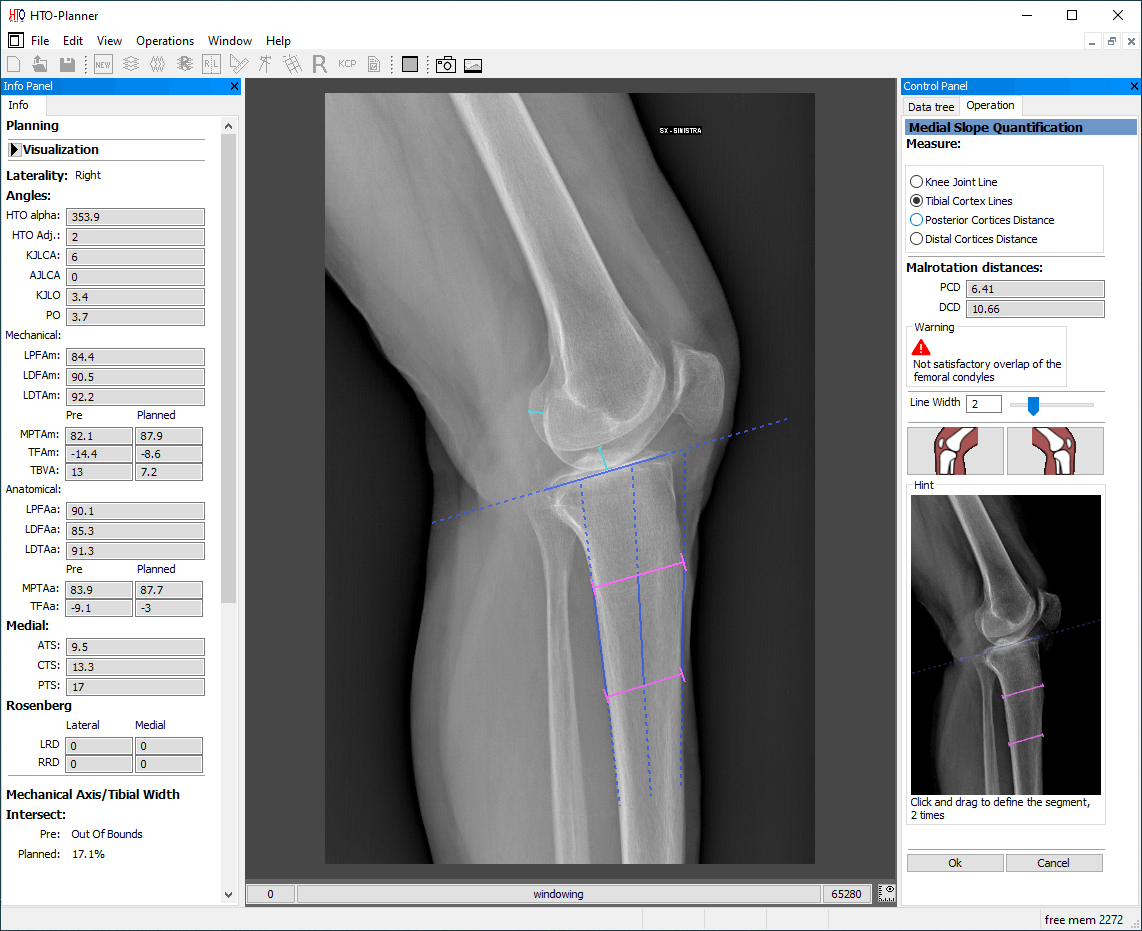 HTO HTO-Planner
File Edit View Operations Window Help
NEW R R L R KCP
Info Panel
Info
Planning
Visualization
Laterality: Right
Angles:
HTO alpha: 353.9
HTO Adj.: 2
KJLCA: 6
AJLCA 0
KJLO 3.4
PO 3.7
Mechanical:
LPFAm: 84.4
LDFAm: 90.5
LDTAm: 92.2
Pre Planned
MPTAm: 82.1 87.9
TFAm: -14.4 -8.6
TBVA: 13 7.2
Anatomical:
LPFAa: 90.1
LDFAa: 85.3
LDTAa: 91.3
Pre Planned
MPTAa: 83.9 87.7
TFAa: -9.1 -3
Medial:
ATS: 9.5
CTS: 13.3
PTS: 17
Rosenberg
Lateral Medial
LRD 0 0
RRD 0 0
Mechanical Axis/Tibial Width
Intersect:
Pre: Out Of Bounds
Planned: 17.1%
SX - SINISTRA
0 windowing 65280
Control Panel
Data tree Operation
Medial Slope Quantification
Measure:
Knee Joint Line
Tibial Cortex Lines
Posterior Cortices Distance
Distal Cortices Distance
Malrotation distances:
PCD 6.41
DCD 10.66
Warning
Not satisfactory overlap of the
femoral condyles
Line Width 2
Hint
Click and drag to define the segment,
2 times
Ok Cancel
free mem 2272